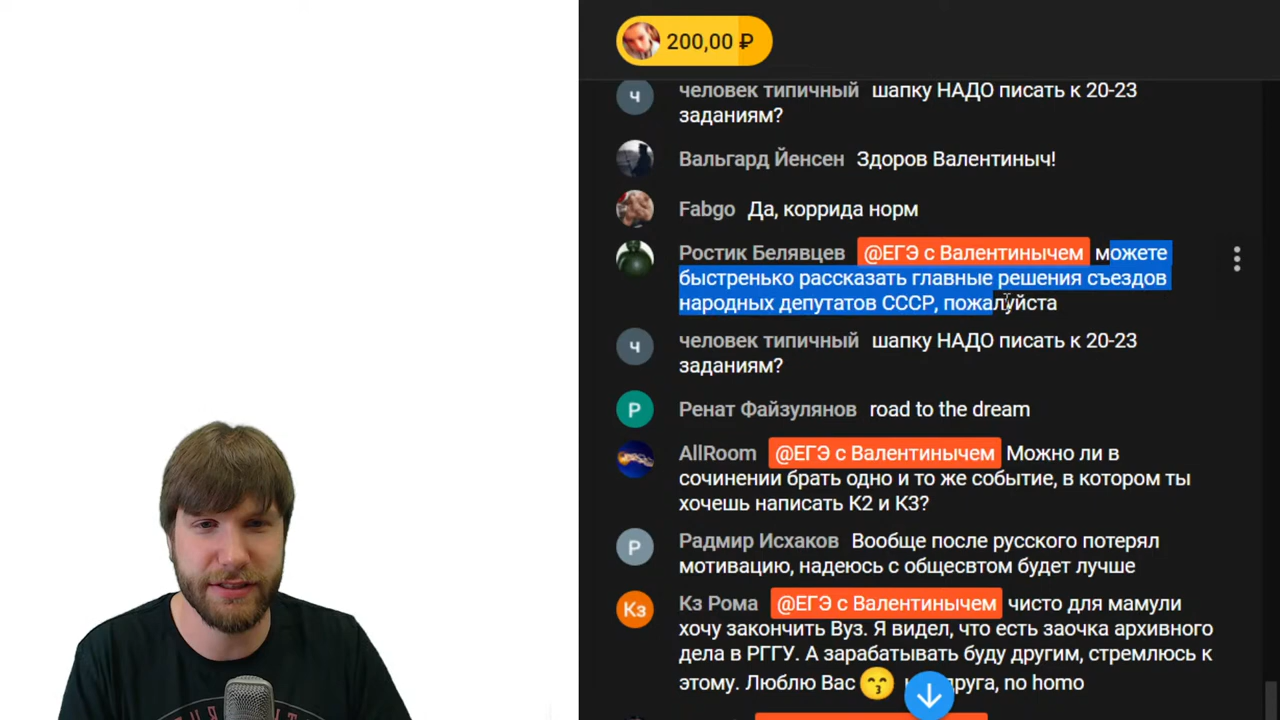 200,00 ₽
ч человек типичный шапку НАДО писать к 20-23
заданиям?
Вальгард Йенсен Здоров Валентиныч!
Fabgo Да, коррида норм
Ростик Белявцев @ЕГЭ с Валентинычем можете
быстренько рассказать главные решения съездов
народных депутатов СССР, пожалуйста
ч человек типичный шапку НАДО писать к 20-23
заданиям?
Р Ренат Файзулянов road to the dream
AllRoom @ЕГЭ с Валентинычем Можно ли в
сочинении брать одно и то же событие, в котором ты
хочешь написать К2 и К3?
Р Радмир Исхаков Вообще после русского потерял
мотивацию, надеюсь с общесвтом будет лучше
Кз Кз Рома @ЕГЭ с Валентинычем чисто для мамули
хочу закончить Вуз. Я видел, что есть заочка архивного
дела в РГГУ. А зарабатывать буду другим, стремлюсь к
этому. Люблю Вас друга, no homo